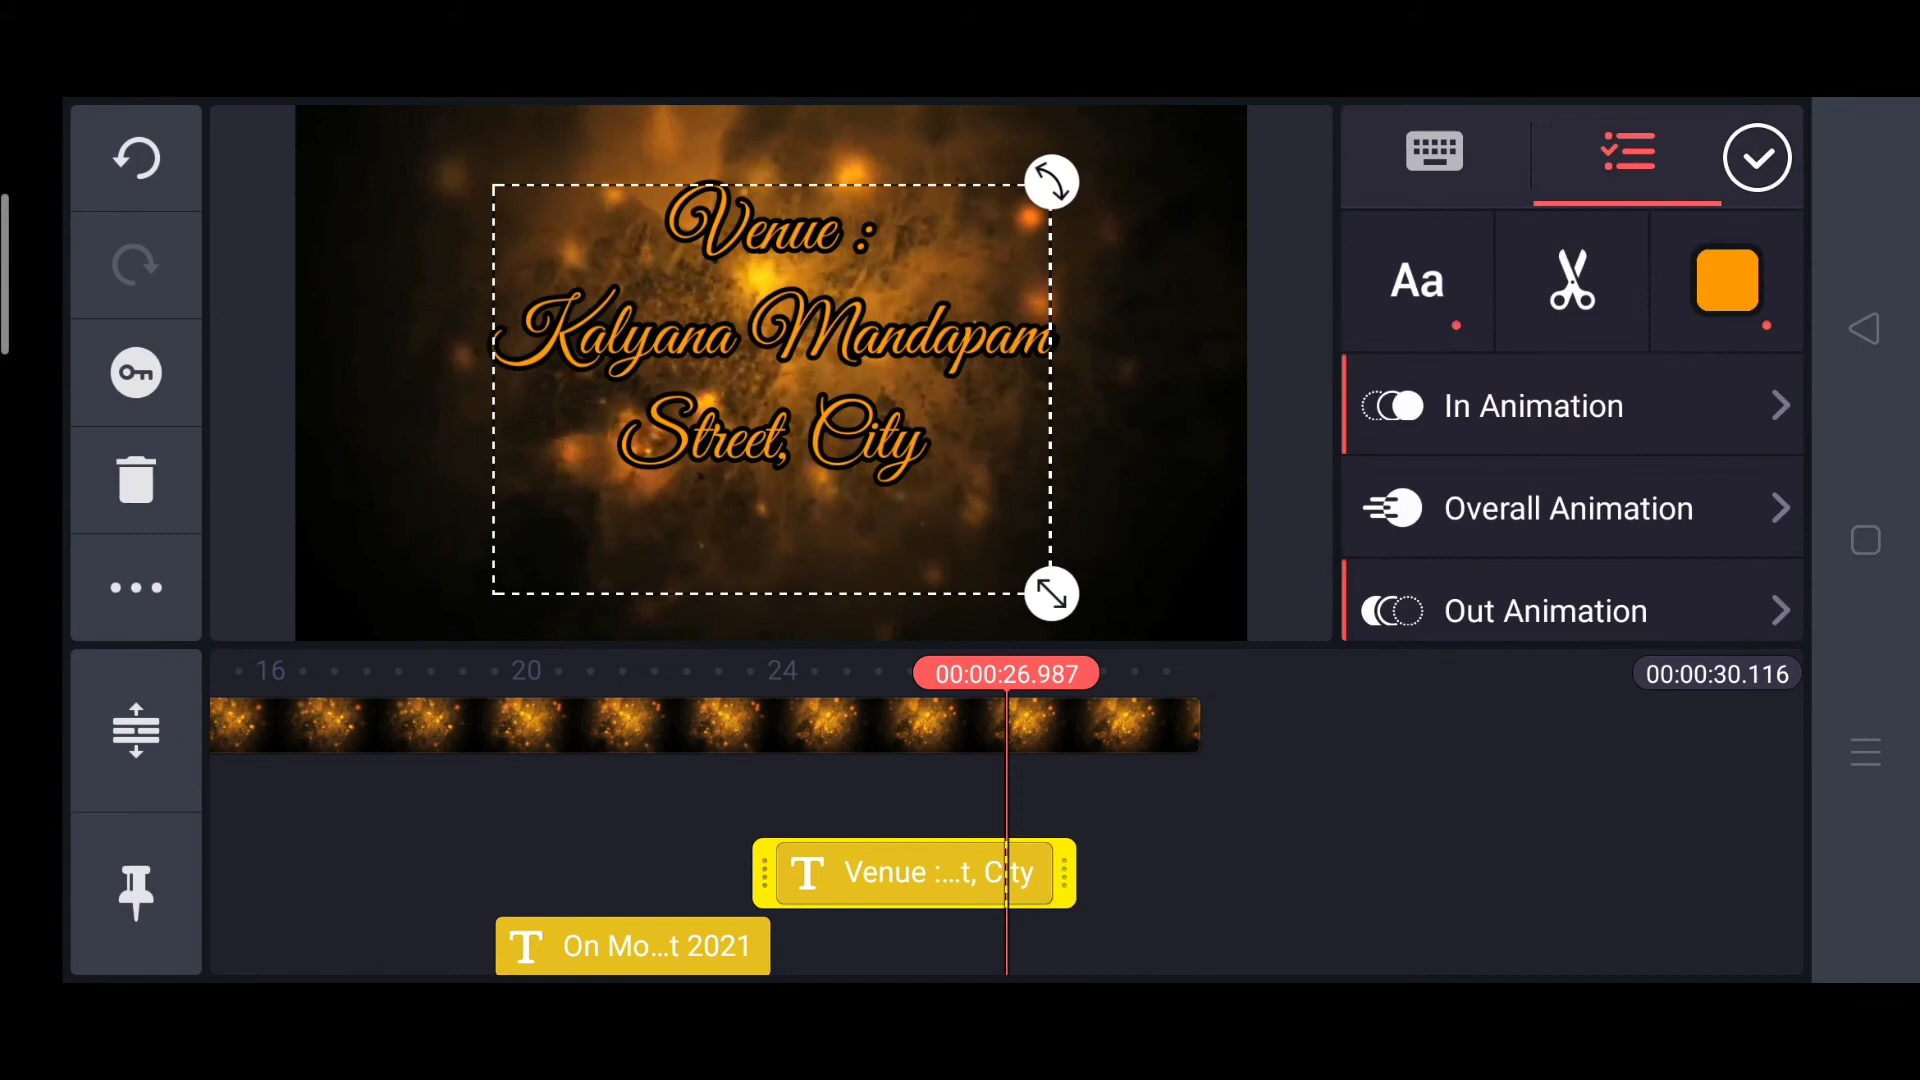 Venue :
Kalyana Mandapam
Street, City
Aa
In Animation
Overall Animation
Out Animation
16
20
24
00:00:26.987
00:00:30.116
T Venue :...t, City
T On Mo...t 2021